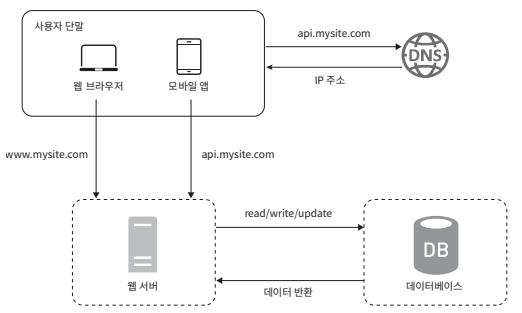 사용자 단말
웹 브라우저
모바일 앱
api.mysite.com
DNS
IP 주소
www.mysite.com
api.mysite.com
웹 서버
read/write/update
데이터 반환
DB
데이터베이스